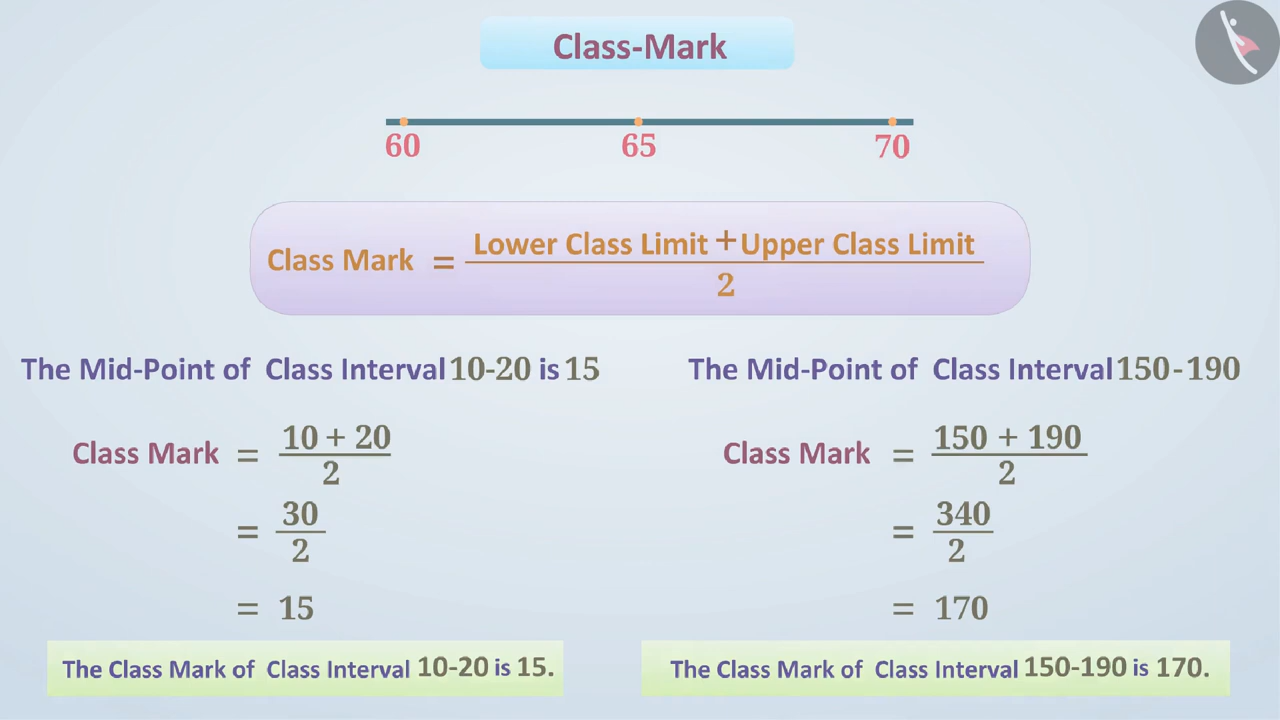 Class-Mark
60 65 70
Class Mark = Lower Class Limit + Upper Class Limit / 2
The Mid-Point of Class Interval 10-20 is 15
Class Mark = 10 + 20 / 2
= 30 / 2
= 15
The Class Mark of Class Interval 10-20 is 15.
The Mid-Point of Class Interval 150-190
Class Mark = 150 + 190 / 2
= 340 / 2
= 170
The Class Mark of Class Interval 150-190 is 170.